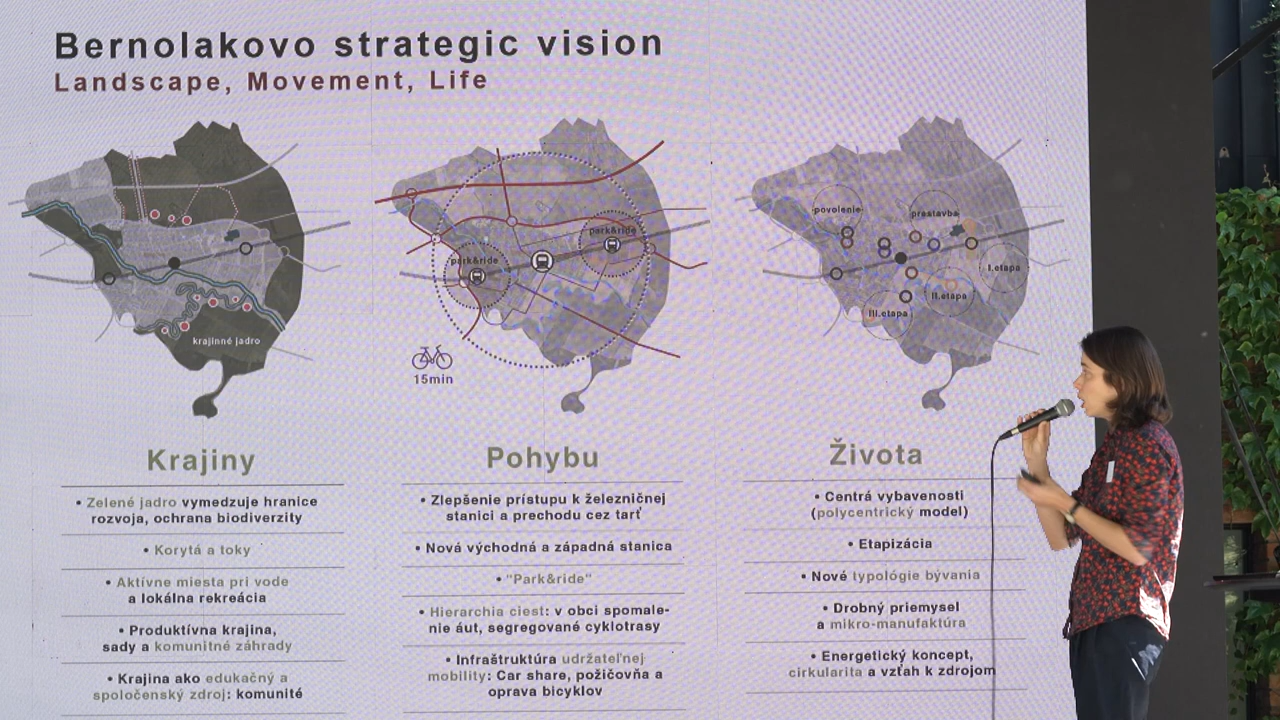 Bernolakovo strategic vision
Landscape, Movement, Life
krajinné jadro
park&ride
park&ride
15min
povolenie
prestavba
I.etapa
II.etapa
III.etapa
Krajiny
• Zelené jadro vymedzuje hranice
rozvoja, ochrana biodiverzity
• Korytá a toky
• Aktívne miesta pri vode
a lokálna rekreácia
• Produktívna krajina,
sady a komunitné záhrady
• Krajina ako edukačný a
spoločenský zdroj: komunité
Pohybu
• Zlepšenie prístupu k železničnej
stanici a prechodu cez tarť
• Nová východná a západná stanica
• "Park&ride"
• Hierarchia ciest: v obci spomale-
nie áut, segregované cyklotrasy
• Infraštruktúra udržateľnej
mobility: Car share, požičovňa a
oprava bicyklov
Života
• Centrá vybavenosti
(polycentrický model)
• Etapizácia
• Nové typológie bývania
• Drobný priemysel
a mikro-manufaktúra
• Energetický koncept,
cirkularita a vzťah k zdrojom